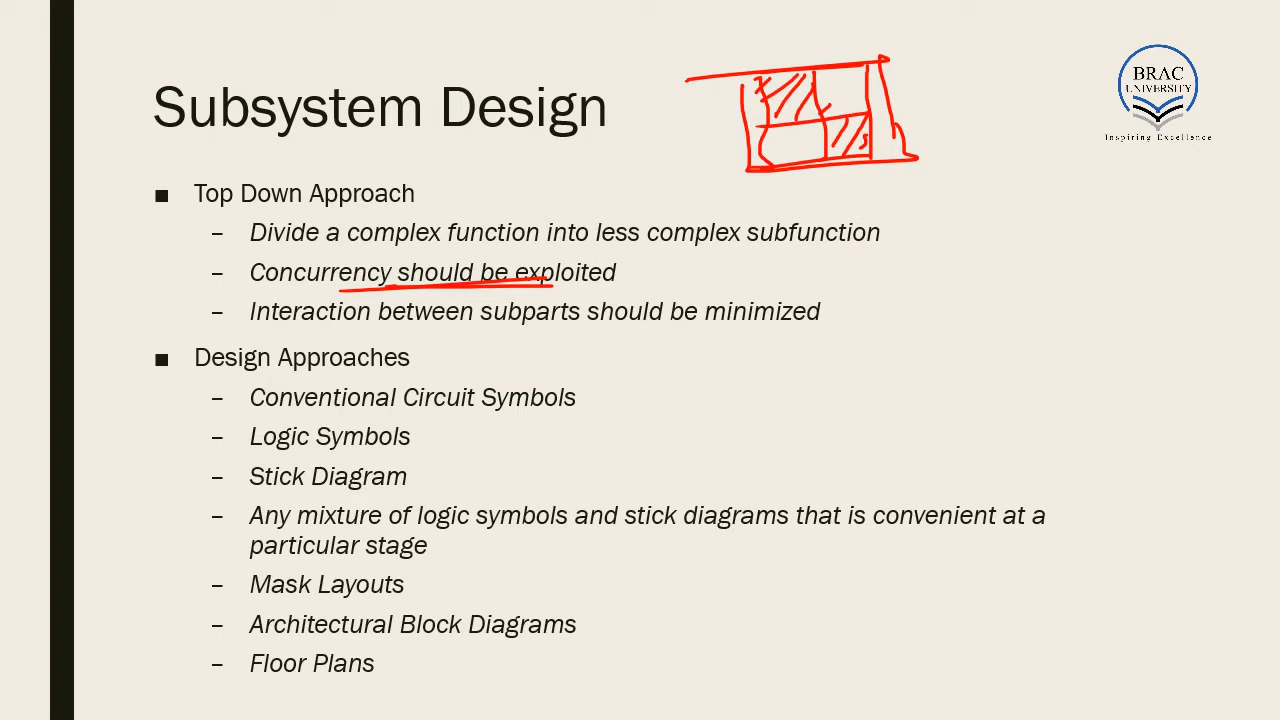 BRAC
UNIVERSITY
Inspiring Excellence
Subsystem Design
■ Top Down Approach
– Divide a complex function into less complex subfunction
– Concurrency should be exploited
– Interaction between subparts should be minimized
■ Design Approaches
– Conventional Circuit Symbols
– Logic Symbols
– Stick Diagram
– Any mixture of logic symbols and stick diagrams that is convenient at a
particular stage
– Mask Layouts
– Architectural Block Diagrams
– Floor Plans